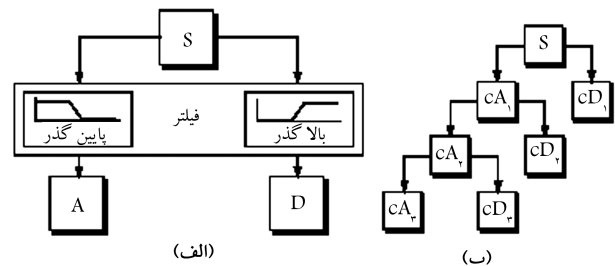 S
فیلتر
پایین گذر
بالا گذر
A
D
(الف)
S
cA۱
cD۱
cA۲
cD۲
cA۳
cD۳
(ب)